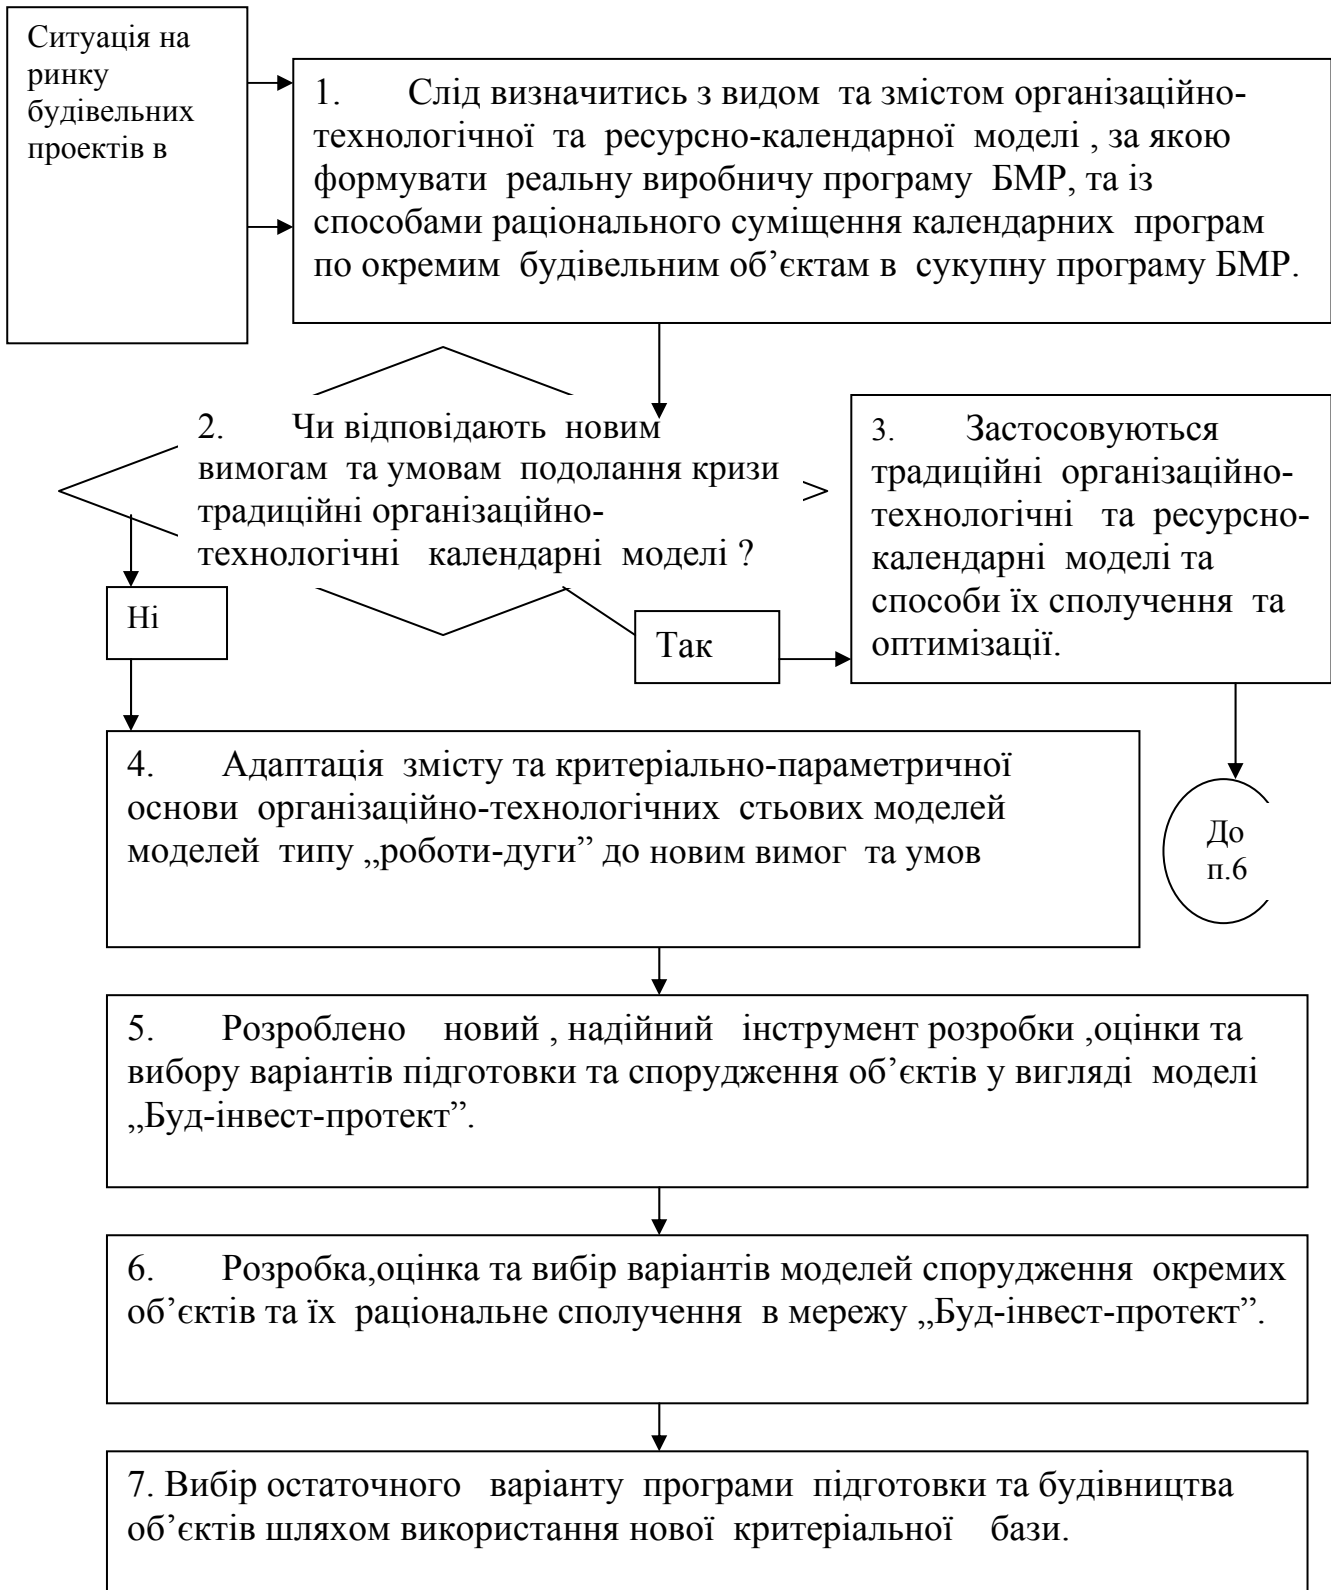 Ситуація на
ринку
будівельних
проектів в
1. Слід визначитись з видом та змістом організаційно-
технологічної та ресурсно-календарної моделі , за якою
формувати реальну виробничу програму БМР, та із
способами раціонального суміщення календарних програм
по окремим будівельним об’єктам в сукупну програму БМР.
2. Чи відповідають новим
вимогам та умовам подолання кризи
традиційні організаційно-
технологічні календарні моделі ?
3. Застосовуються
традиційні організаційно-
технологічні та ресурсно-
календарні моделі та
способи їх сполучення та
оптимізації.
Ні
Так
До
п.6
4. Адаптація змісту та критеріально-параметричної
основи організаційно-технологічних стьових моделей
моделей типу „роботи-дуги” до новим вимог та умов
5. Розроблено новий , надійний інструмент розробки ,оцінки та
вибору варіантів підготовки та спорудження об’єктів у вигляді моделі
„Буд-інвест-протект”.
6. Розробка,оцінка та вибір варіантів моделей спорудження окремих
об’єктів та їх раціональне сполучення в мережу „Буд-інвест-протект”.
7. Вибір остаточного варіанту програми підготовки та будівництва
об’єктів шляхом використання нової критеріальної бази.